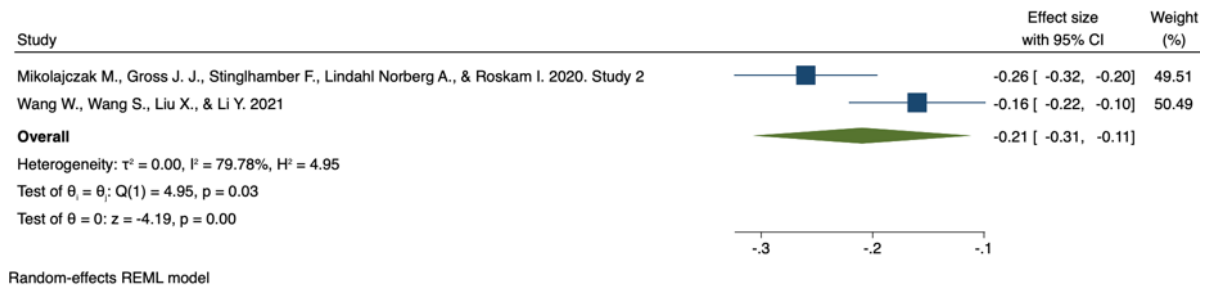 Effect size Weight
Study with 95% CI (%)
Mikolajczak M., Gross J. J., Stinglhamber F., Lindahl Norberg A., & Roskam I. 2020. Study 2 -0.26 [ -0.32, -0.20] 49.51
Wang W., Wang S., Liu X., & Li Y. 2021 -0.16 [ -0.22, -0.10] 50.49
Overall -0.21 [ -0.31, -0.11]
Heterogeneity: τ² = 0.00, I² = 79.78%, H² = 4.95
Test of θᵢ = θⱼ: Q(1) = 4.95, p = 0.03
Test of θ = 0: z = -4.19, p = 0.00
-.3 -.2 -.1
Random-effects REML model